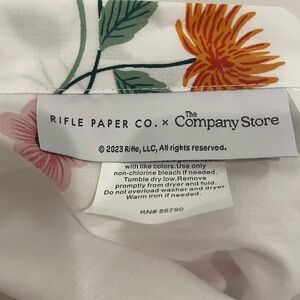 RIFLE PAPER CO. × The Company Store
© 2023 Rifle, LLC, All rights reserved.
with like colors. Use only
non-chlorine bleach if needed.
Tumble dry low. Remove
promptly from dryer and fold.
Do not overload washer and dryer.
Warm iron if needed.
RN# 56790